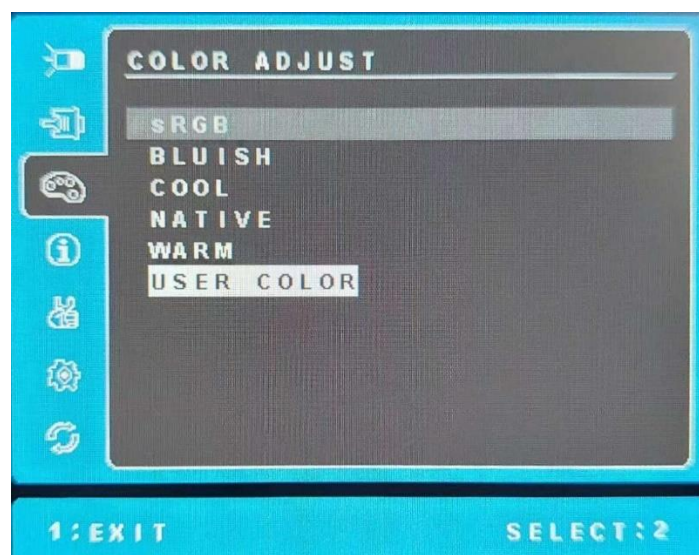 COLOR ADJUST
sRGB
BLUISH
COOL
NATIVE
WARM
USER COLOR
1:EXIT
SELECT:2